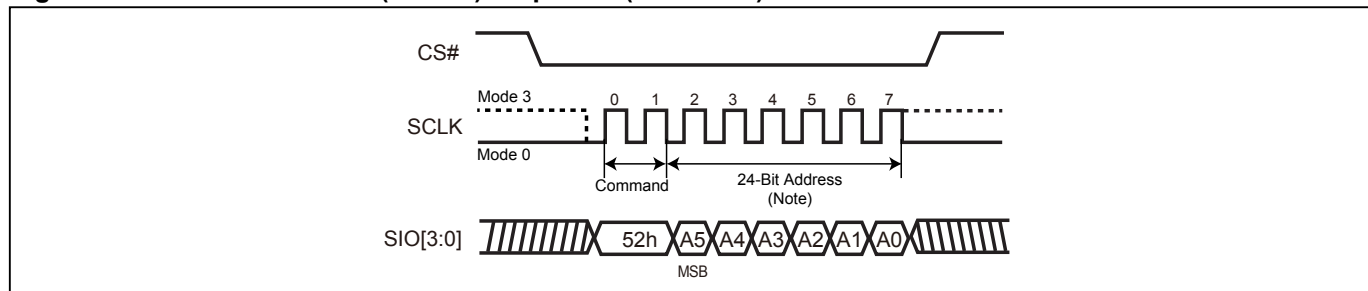 CS#
Mode 3
0 1 2 3 4 5 6 7
SCLK
Mode 0
Command
24-Bit Address
(Note)
SIO[3:0]
52h A5 A4 A3 A2 A1 A0
MSB